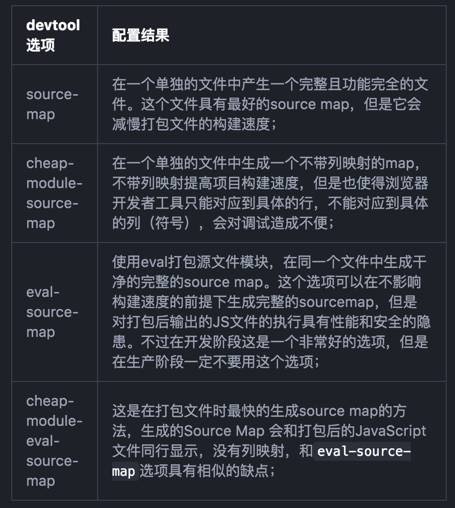 devtool
选项
配置结果
source-
map
在一个单独的文件中产生一个完整且功能完全的文
件。这个文件具有最好的source map，但是它会
减慢打包文件的构建速度；
cheap-
module-
source-
map
在一个单独的文件中生成一个不带列映射的map，
不带列映射提高项目构建速度，但是也使得浏览器
开发者工具只能对应到具体的行，不能对应到具体
的列（符号），会对调试造成不便；
eval-
source-
map
使用eval打包源文件模块，在同一个文件中生成干
净的完整的source map。这个选项可以在不影响
构建速度的前提下生成完整的sourcemap，但是
对打包后输出的JS文件的执行具有性能和安全的隐
患。不过在开发阶段这是一个非常好的选项，但是
在生产阶段一定不要用这个选项；
cheap-
module-
eval-
source-
map
这是在打包文件时最快的生成source map的方
法，生成的Source Map 会和打包后的JavaScript
文件同行显示，没有列映射，和 eval-source-
map 选项具有相似的缺点；